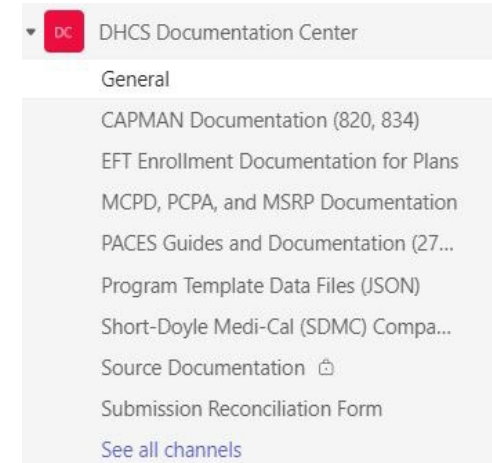 DC DHCS Documentation Center
General
CAPMAN Documentation (820, 834)
EFT Enrollment Documentation for Plans
MCPD, PCPA, and MSRP Documentation
PACES Guides and Documentation (27...
Program Template Data Files (JSON)
Short-Doyle Medi-Cal (SDMC) Compa...
Source Documentation
Submission Reconciliation Form
See all channels